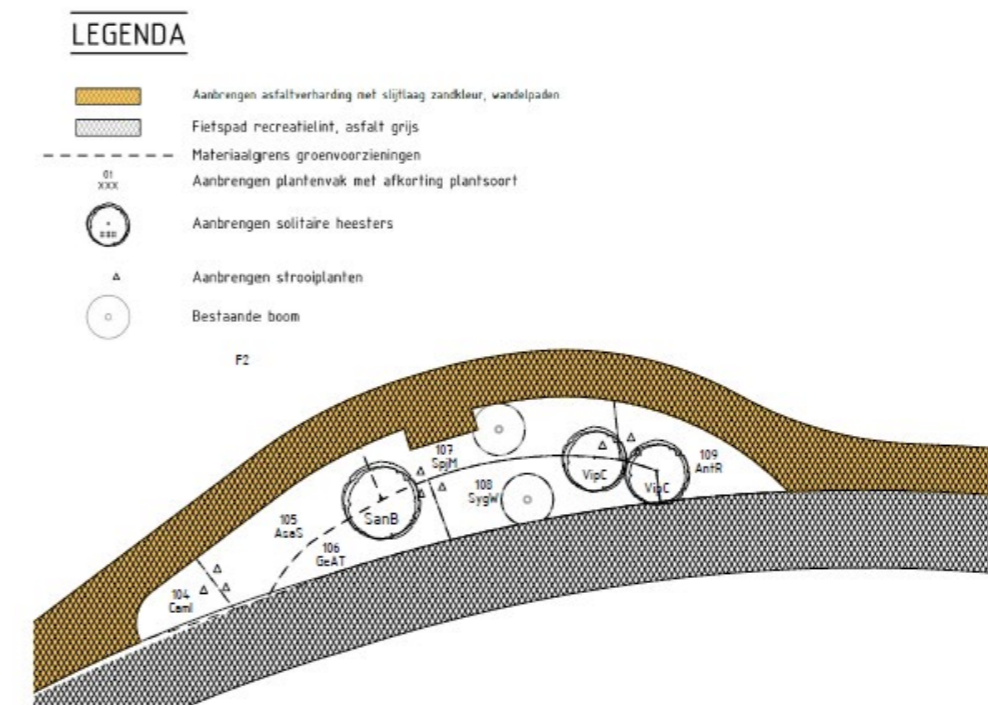 LEGENDA
Aanbrengen asfaltverharding met slijtlaag zandkleur, wandelpaden
Fietspad recreatielint, asfalt grijs
Materiaalgrens groenvoorzieningen
01
XXX
Aanbrengen plantenvak met afkorting plantsoort
###
Aanbrengen solitaire heesters
Aanbrengen strooiplanten
Bestaande boom
F2
107
SpjM
109
AntR
VipC
VipC
108
SygW
SanB
105
AsaS
106
GeAT
104
CamI